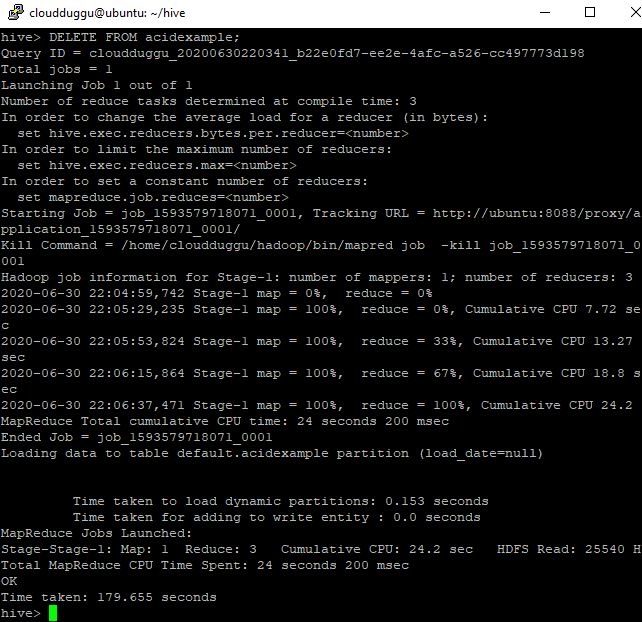 cloudduggu@ubuntu: ~/hive
hive> DELETE FROM acidexample;
Query ID = cloudduggu_20200630220341_b22e0fd7-ee2e-4afc-a526-cc497773d198
Total jobs = 1
Launching Job 1 out of 1
Number of reduce tasks determined at compile time: 3
In order to change the average load for a reducer (in bytes):
  set hive.exec.reducers.bytes.per.reducer=<number>
In order to limit the maximum number of reducers:
  set hive.exec.reducers.max=<number>
In order to set a constant number of reducers:
  set mapreduce.job.reduces=<number>
Starting Job = job_1593579718071_0001, Tracking URL = http://ubuntu:8088/proxy/a
pplication_1593579718071_0001/
Kill Command = /home/cloudduggu/hadoop/bin/mapred job  -kill job_1593579718071_0
001
Hadoop job information for Stage-1: number of mappers: 1; number of reducers: 3
2020-06-30 22:04:59,742 Stage-1 map = 0%,  reduce = 0%
2020-06-30 22:05:29,235 Stage-1 map = 100%,  reduce = 0%, Cumulative CPU 7.72 se
c
2020-06-30 22:05:53,824 Stage-1 map = 100%,  reduce = 33%, Cumulative CPU 13.27
sec
2020-06-30 22:06:15,864 Stage-1 map = 100%,  reduce = 67%, Cumulative CPU 18.8 s
ec
2020-06-30 22:06:37,471 Stage-1 map = 100%,  reduce = 100%, Cumulative CPU 24.2
MapReduce Total cumulative CPU time: 24 seconds 200 msec
Ended Job = job_1593579718071_0001
Loading data to table default.acidexample partition (load_date=null)
Time taken to load dynamic partitions: 0.153 seconds
Time taken for adding to write entity : 0.0 seconds
MapReduce Jobs Launched:
Stage-Stage-1: Map: 1  Reduce: 3   Cumulative CPU: 24.2 sec   HDFS Read: 25540 H
Total MapReduce CPU Time Spent: 24 seconds 200 msec
OK
Time taken: 179.655 seconds
hive>